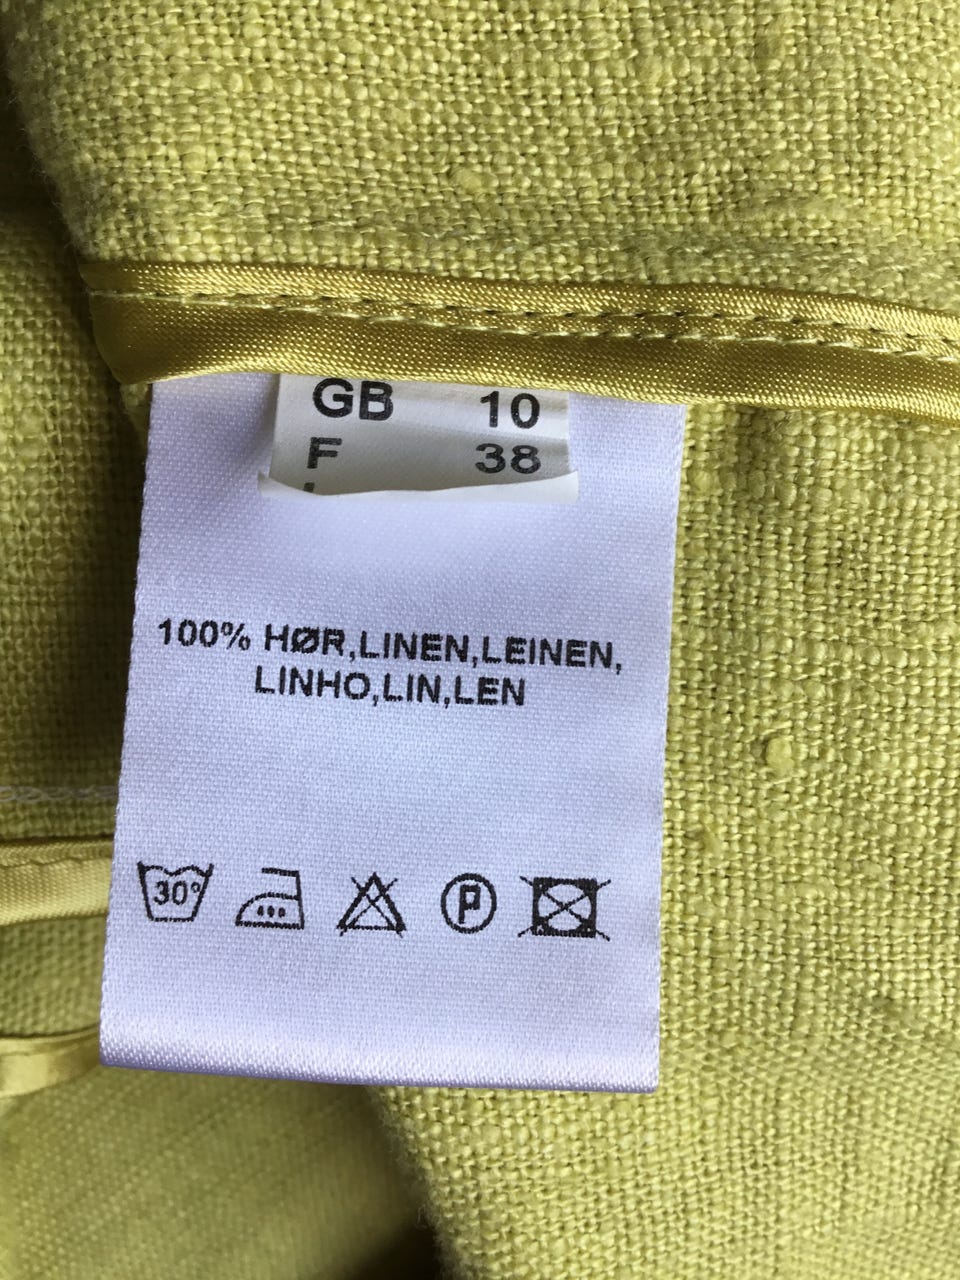 GB 10
F 38
100% HØR,LINEN,LEINEN,
LINHO,LIN,LEN
30°
P